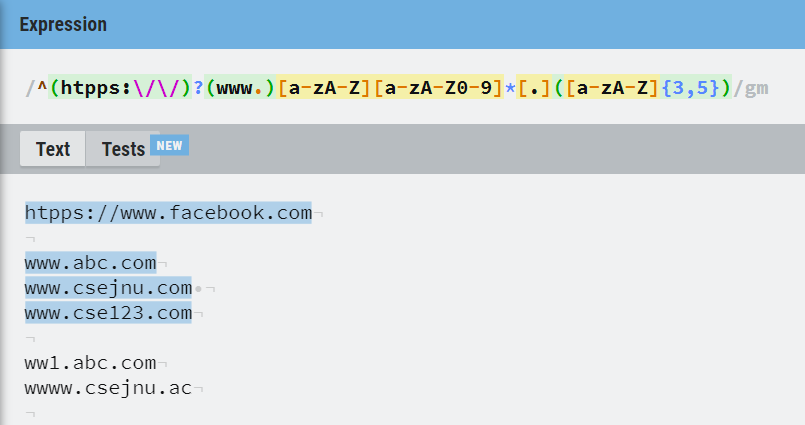 Expression
/^(htpps:\/\/)?(www.)[a-zA-Z][a-zA-Z0-9]*[.]([a-zA-Z]{3,5})/gm
Text Tests NEW
htpps://www.facebook.com
www.abc.com
www.csejnu.com
www.cse123.com
ww1.abc.com
wwww.csejnu.ac